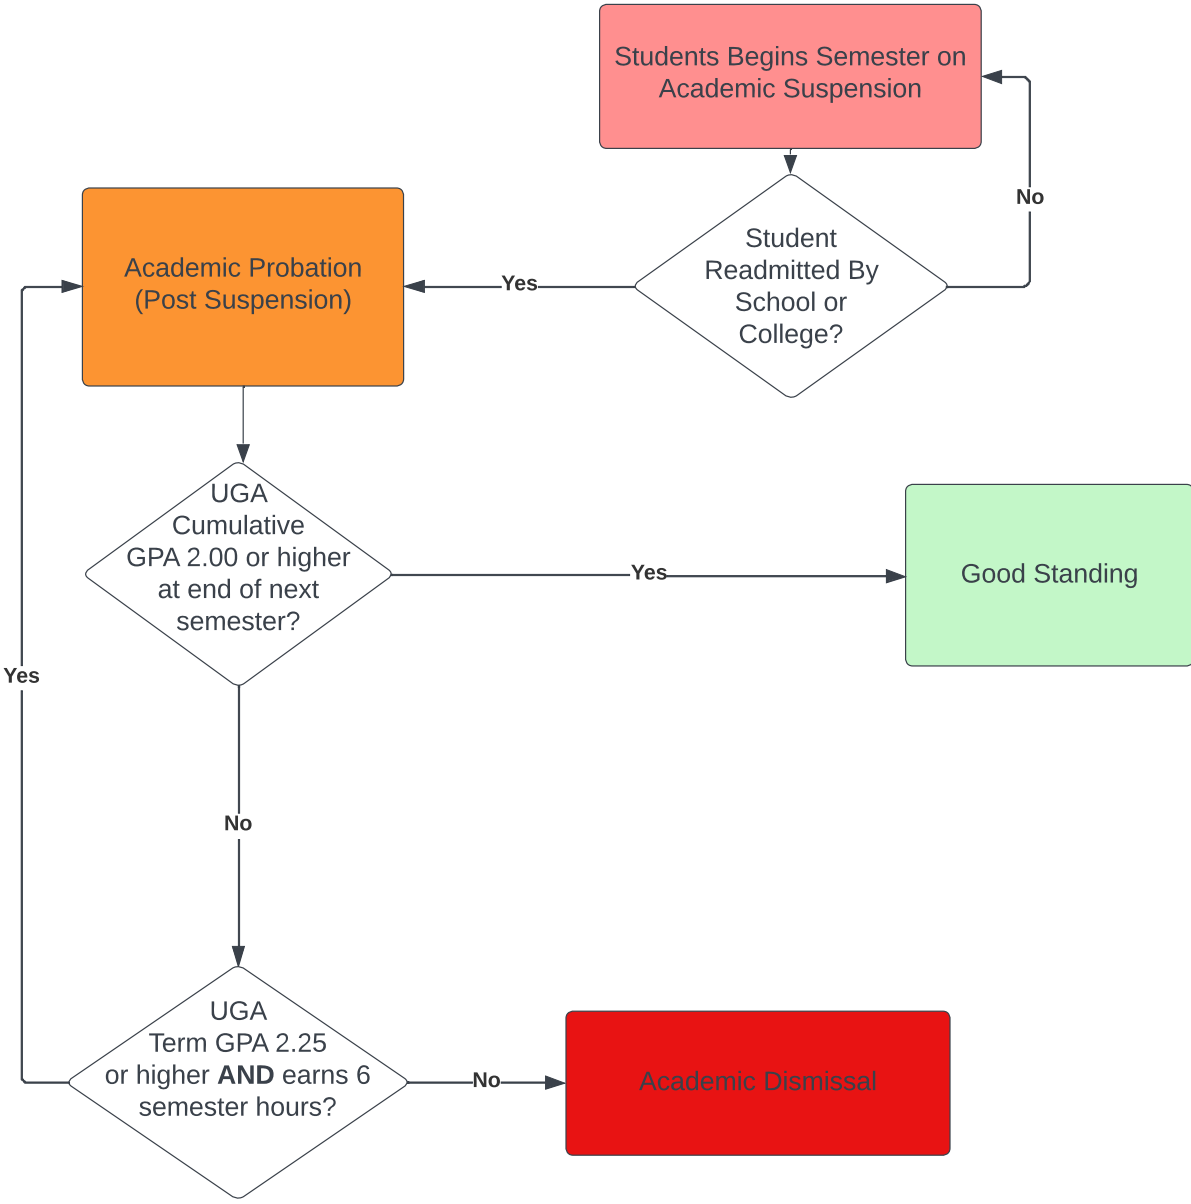 Students Begins Semester on
Academic Suspension
No
Student
Readmitted By
School or
College?
Yes
Academic Probation
(Post Suspension)
UGA
Cumulative
GPA 2.00 or higher
at end of next
semester?
Yes
Good Standing
Yes
No
UGA
Term GPA 2.25
or higher AND earns 6
semester hours?
No
Academic Dismissal